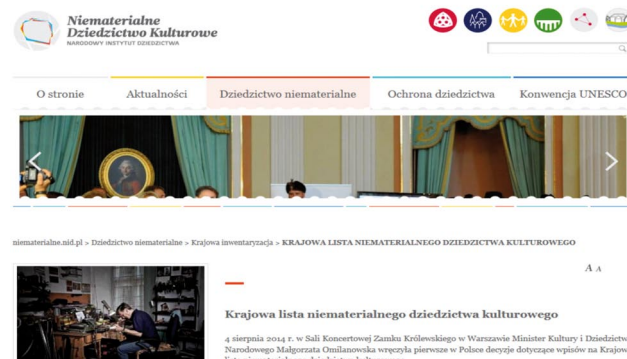 Niematerialne
Dziedzictwo Kulturowe
NARODOWY INSTYTUT DZIEDZICTWA
O stronie
Aktualności
Dziedzictwo niematerialne
Ochrona dziedzictwa
Konwencja UNESCO
niematerialne.nid.pl > Dziedzictwo niematerialne > Krajowa inwentaryzacja > KRAJOWA LISTA NIEMATERIALNEGO DZIEDZICTWA KULTUROWEGO
A A
Krajowa lista niematerialnego dziedzictwa kulturowego
4 sierpnia 2014 r. w Sali Koncertowej Zamku Królewskiego w Warszawie Minister Kultury i Dziedzictw
Narodowego Małgorzata Omilanowska wręczyła pierwsze w Polsce decyzje dotyczące wpisów na Krajow